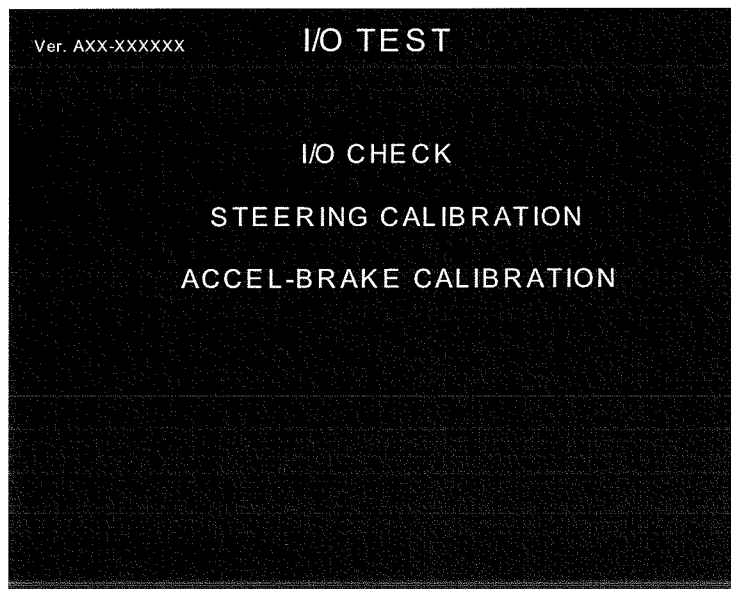 Ver. AXX-XXXXXX
I/O TEST
I/O CHECK
STEERING CALIBRATION
ACCEL-BRAKE CALIBRATION